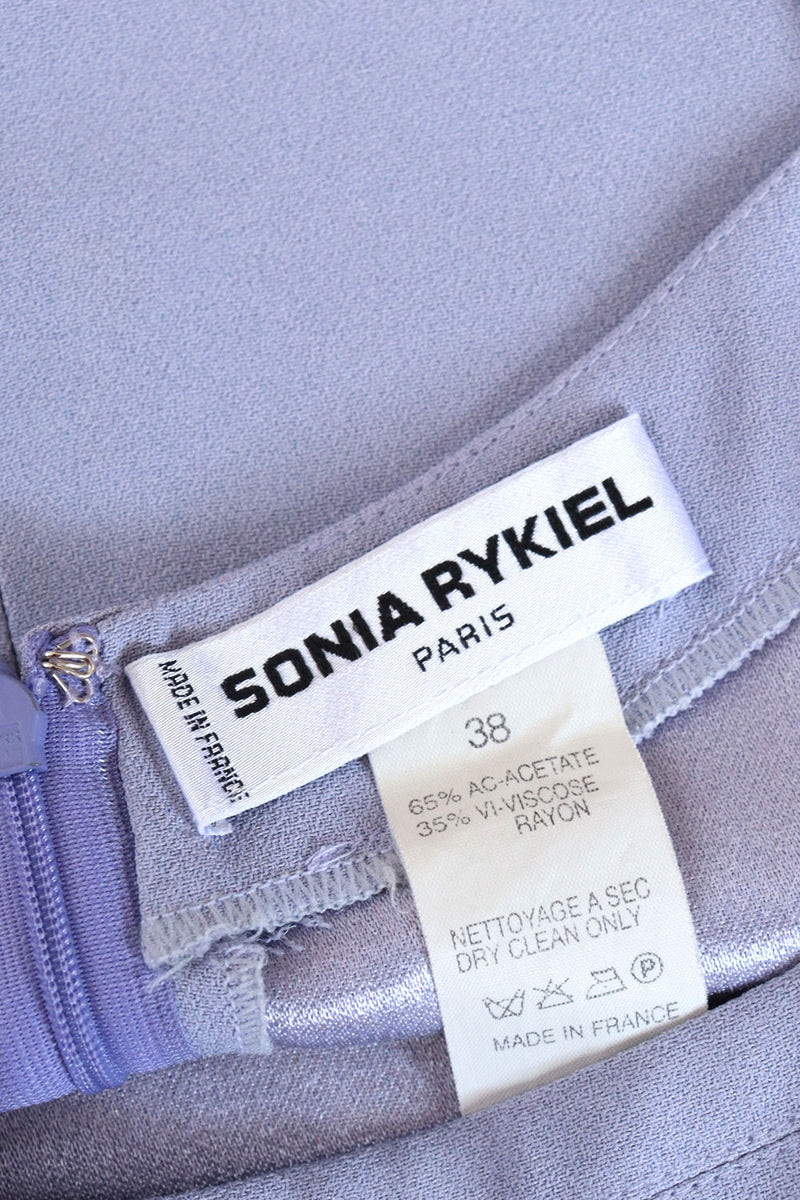 SONIA RYKIEL
PARIS
MADE IN FRANCE
38
65% AC-ACETATE
35% VI-VISCOSE
RAYON
NETTOYAGE A SEC
DRY CLEAN ONLY
P
MADE IN FRANCE